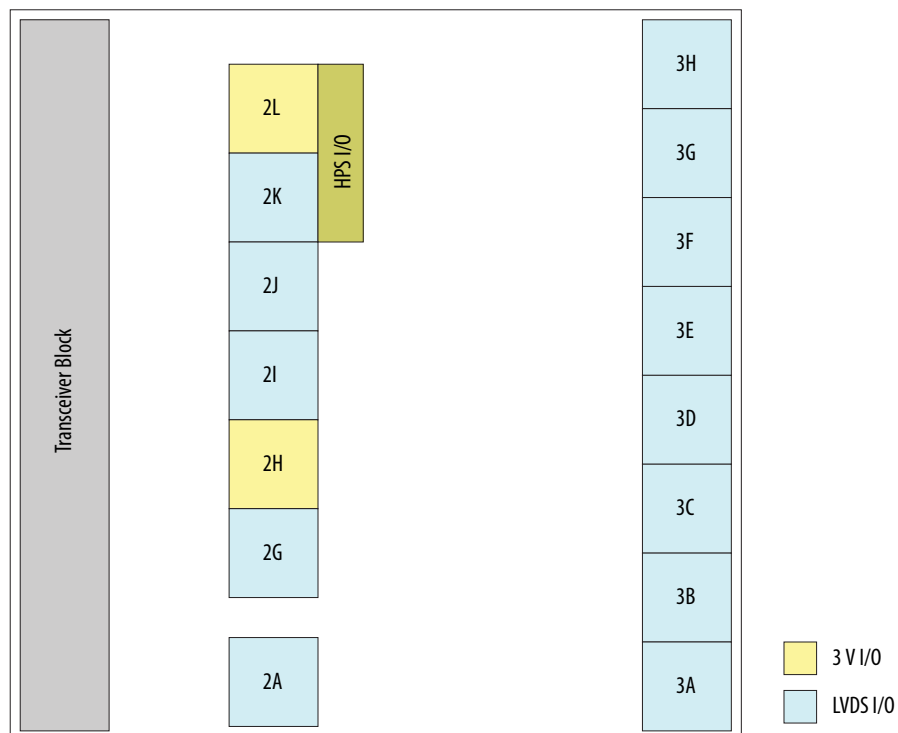 Transceiver Block
2L
2K
2J
2I
2H
2G
2A
HPS I/O
3H
3G
3F
3E
3D
3C
3B
3A
3 V I/O
LVDS I/O